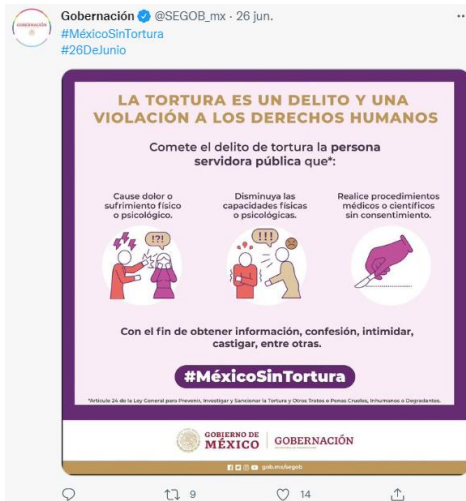 Gobernación @SEGOB_mx · 26 jun.
#MéxicoSinTortura
#26DeJunio
LA TORTURA ES UN DELITO Y UNA
VIOLACIÓN A LOS DERECHOS HUMANOS
Comete el delito de tortura la persona
servidora pública que*:
Cause dolor o
sufrimiento físico
o psicológico.
Disminuya las
capacidades físicas
o psicológicas.
Realice procedimientos
médicos o científicos
sin consentimiento.
!?!
!!!
Con el fin de obtener información, confesión, intimidar,
castigar, entre otras.
#MéxicoSinTortura
*Artículo 24 de la Ley General para Prevenir, Investigar y Sancionar la Tortura y Otros Tratos o Penas Crueles, Inhumanos o Degradantes.
GOBIERNO DE
MÉXICO
GOBERNACIÓN
gob.mx/segob
9
14